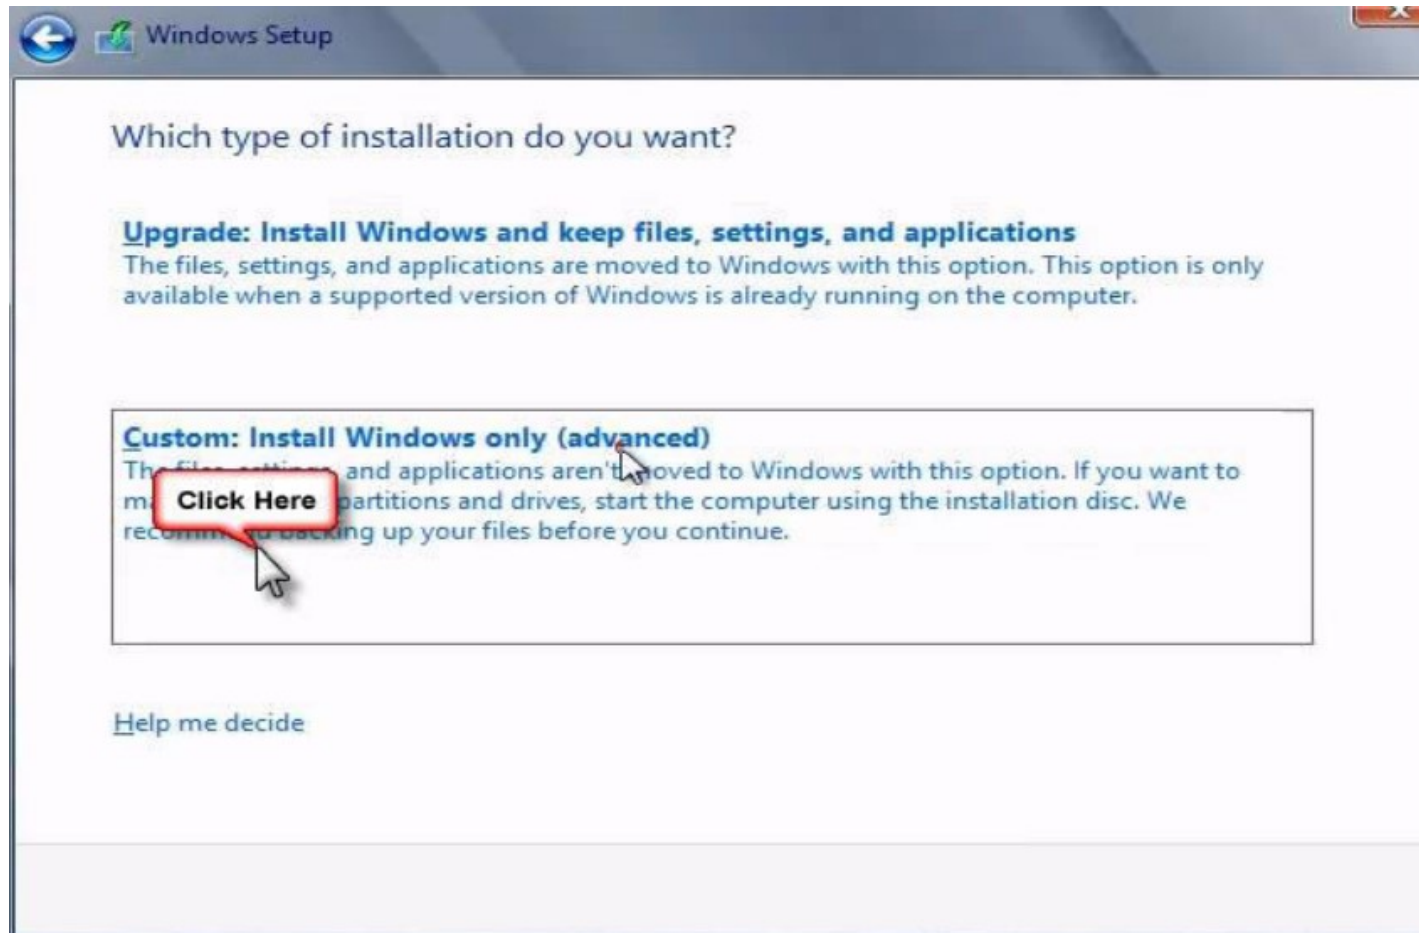 Windows Setup
Which type of installation do you want?
Upgrade: Install Windows and keep files, settings, and applications
The files, settings, and applications are moved to Windows with this option. This option is only
available when a supported version of Windows is already running on the computer.
Custom: Install Windows only (advanced)
and applications aren't moved to Windows with this option. If you want to
partitions and drives, start the computer using the installation disc. We
Click Here
backing up your files before you continue.
Help me decide